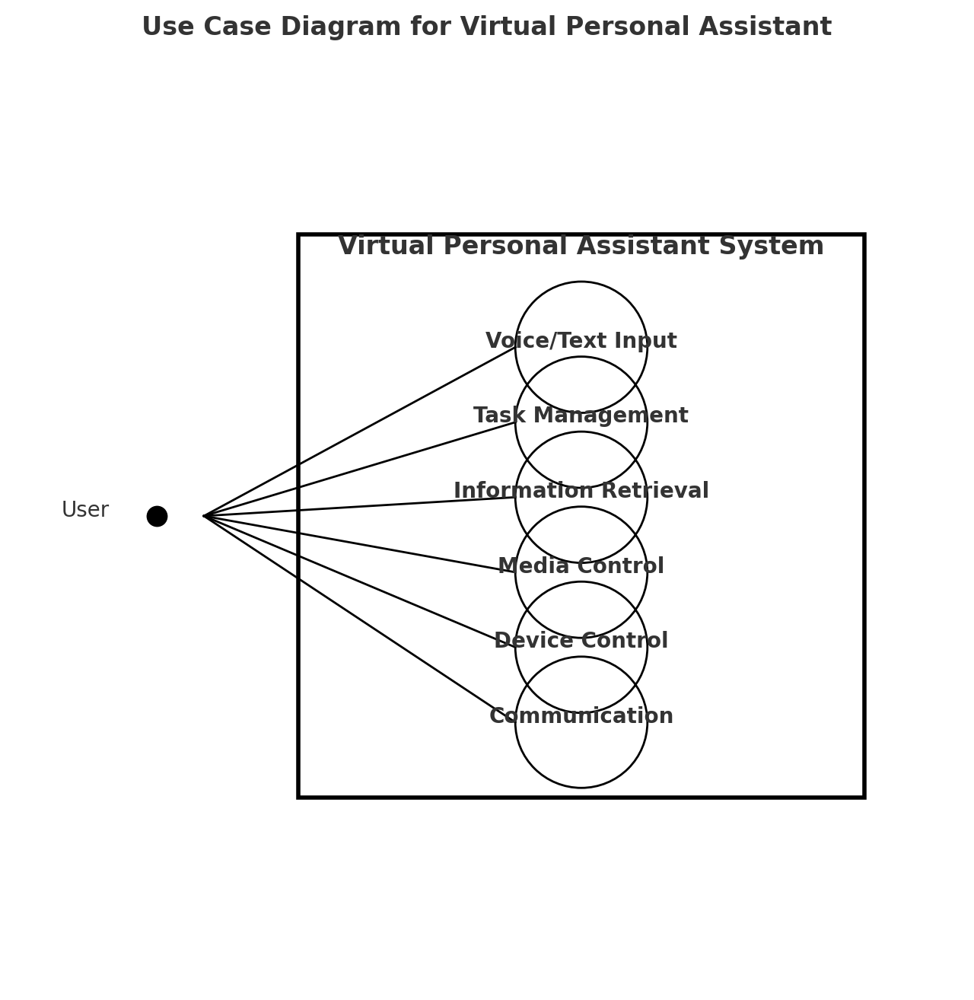 Use Case Diagram for Virtual Personal Assistant
Virtual Personal Assistant System
Voice/Text Input
Task Management
Information Retrieval
User
Media Control
Device Control
Communication